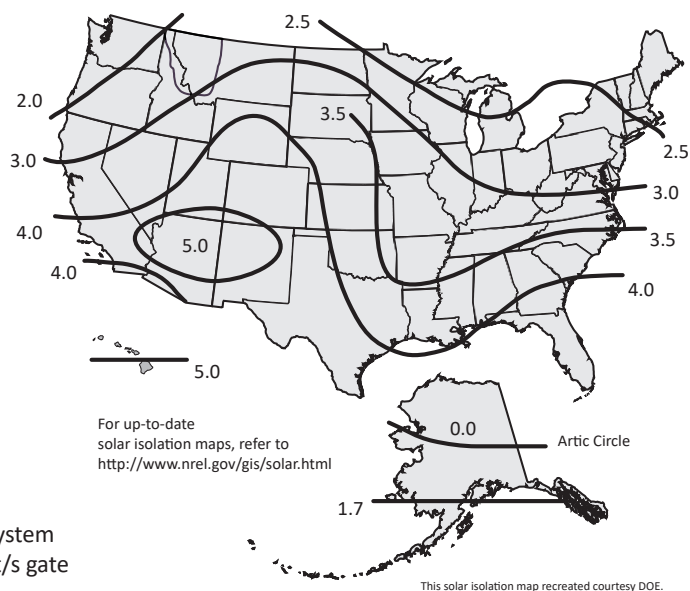 2.5
2.0
3.5
3.0
2.5
3.0
4.0
5.0
3.5
4.0
4.0
5.0
For up-to-date
solar isolation maps, refer to
http://www.nrel.gov/gis/solar.html
0.0
Artic Circle
1.7
ystem
t/s gate
This solar isolation map recreated courtesy DOE.